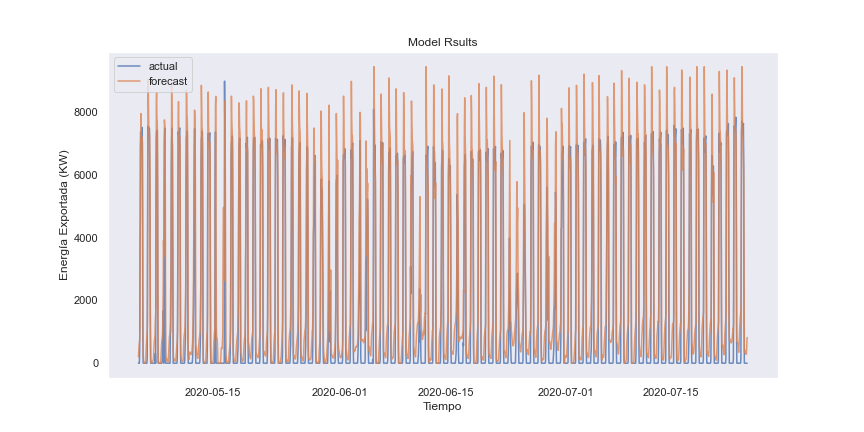 Model Rsults
actual
forecast
Energía Exportada (KW)
8000
6000
4000
2000
0
2020-05-15 2020-06-01 2020-06-15 2020-07-01 2020-07-15
Tiempo